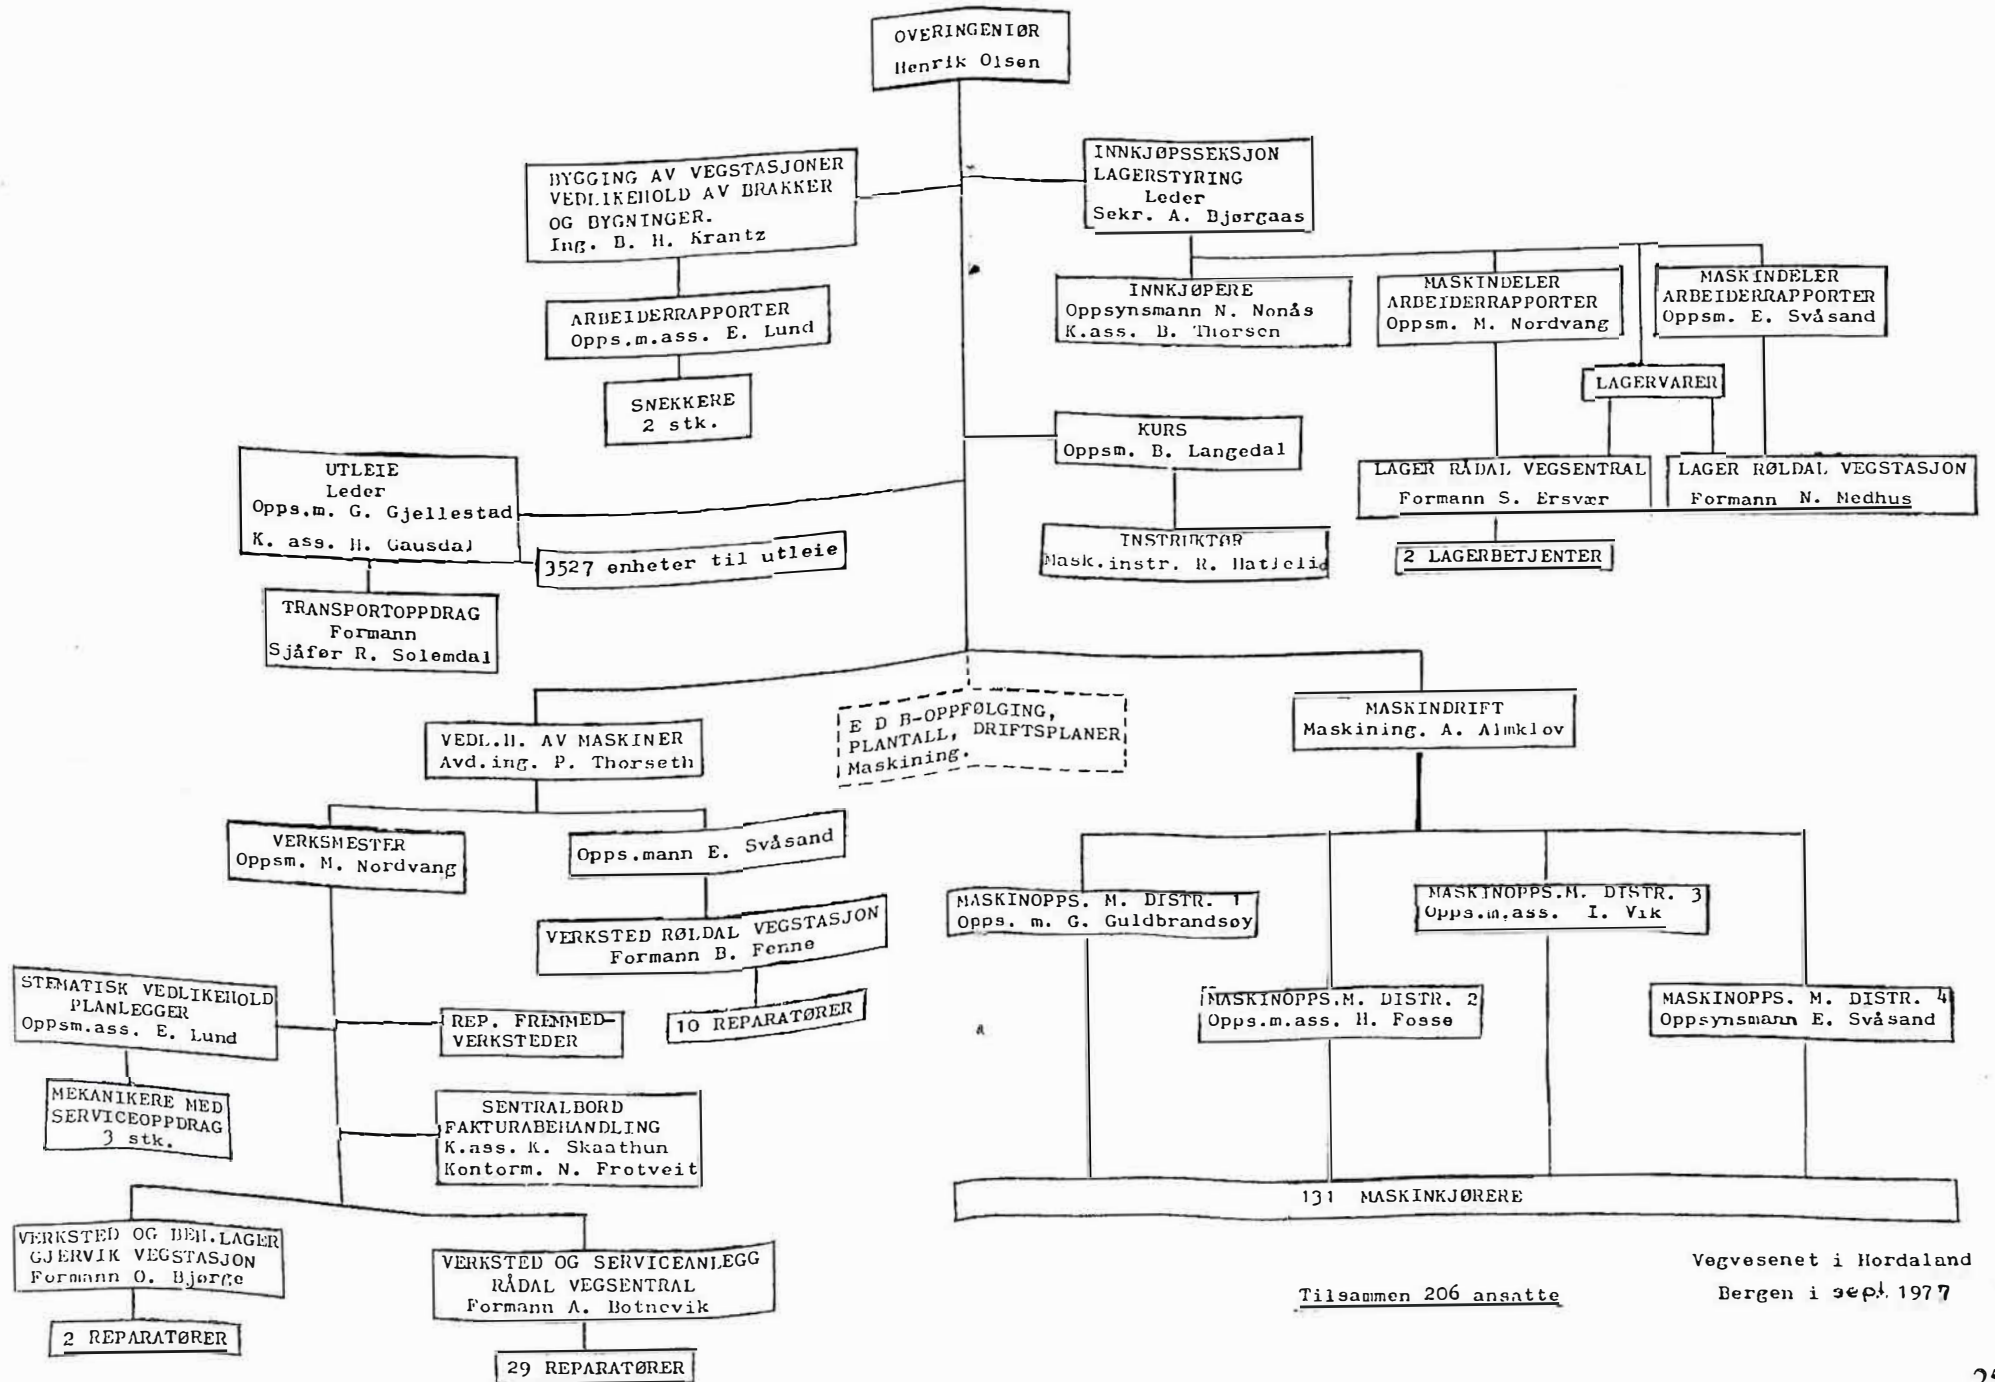 OVERINGENIØR
Henrik Olsen
BYGGING AV VEGSTASJONER
VEDLIKEHOLD AV BRAKKER
OG BYGNINGER.
Ing. B. H. Krantz
INNKJØPSSEKSJON
LAGERSTYRING
Leder
Sekr. A. Bjørgaas
ARBEIDERRAPPORTER
Opps.m.ass. E. Lund
SNEKKERE
2 stk.
INNKJØPERE
Oppsynsmann N. Nonås
K.ass. B. Thorsen
MASKINDELER
ARBEIDERRAPPORTER
Oppsm. M. Nordvang
MASKINDELER
ARBEIDERRAPPORTER
Oppsm. E. Svåsand
LAGERVARER
KURS
Oppsm. B. Langedal
LAGER RÅDAL VEGSENTRAL
Formann S. Ersvær
LAGER RØLDAL VEGSTASJON
Formann N. Medhus
2 LAGERBETJENTER
INSTRUKTØR
Mask.instr. R. Hatlelid
UTLEIE
Leder
Opps.m. G. Gjellestad
K. ass. H. Gausdal
3527 enheter til utleie
TRANSPORTOPPDRAG
Formann
Sjåfør R. Solemdal
VEDL.H. AV MASKINER
Avd.ing. P. Thorseth
E D B-OPPFØLGING,
PLANTALL, DRIFTSPLANER
Maskining.
MASKINDRIFT
Maskining. A. Almklov
VERKSMESTER
Oppsm. M. Nordvang
Opps.mann E. Svåsand
VERKSTED RØLDAL VEGSTASJON
Formann B. Fenne
10 REPARATØRER
STEMATISK VEDLIKEHOLD
PLANLEGGER
Oppsm.ass. E. Lund
REP. FREMMED-
VERKSTEDER
MEKANIKERE MED
SERVICEOPPDRAG
3 stk.
SENTRALBORD
FAKTURABEHANDLING
K.ass. K. Skaathun
Kontorm. N. Frotveit
VERKSTED OG BEH.LAGER
GJERVIK VEGSTASJON
Formann O. Bjørge
2 REPARATØRER
VERKSTED OG SERVICEANLEGG
RÅDAL VEGSENTRAL
Formann A. Botnevik
29 REPARATØRER
MASKINOPPS. M. DISTR. 1
Opps. m. G. Guldbrandsøy
MASKINOPPS.M. DISTR. 2
Opps.m.ass. H. Fosse
MASKINOPPS.M. DISTR. 3
Opps.m.ass. I. Vik
MASKINOPPS. M. DISTR. 4
Oppsynsmann E. Svåsand
131 MASKINKJØRERE
Tilsammen 206 ansatte
Vegvesenet i Hordaland
Bergen i sept. 1977